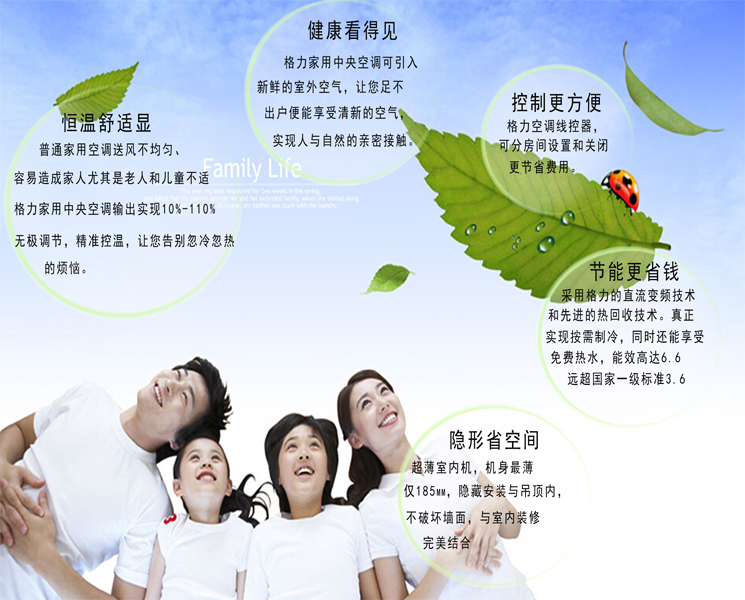 健康看得见
格力家用中央空调可引入
新鲜的室外空气，让您足不
出户便能享受清新的空气，
实现人与自然的亲密接触。
控制更方便
格力空调线控器，
可分房间设置和关闭
更节省费用。
恒温舒适显
普通家用空调送风不均匀、
容易造成家人尤其是老人和儿童不适
格力家用中央空调输出实现10%-110%
无极调节，精准控温，让您告别忽冷忽热
的烦恼。
Family Life
节能更省钱
采用格力的直流变频技术
和先进的热回收技术。真正
实现按需制冷，同时还能享受
免费热水，能效高达6.6
远超国家一级标准3.6
隐形省空间
超薄室内机，机身最薄
仅185MM，隐藏安装与吊顶内，
不破坏墙面，与室内装修
完美结合